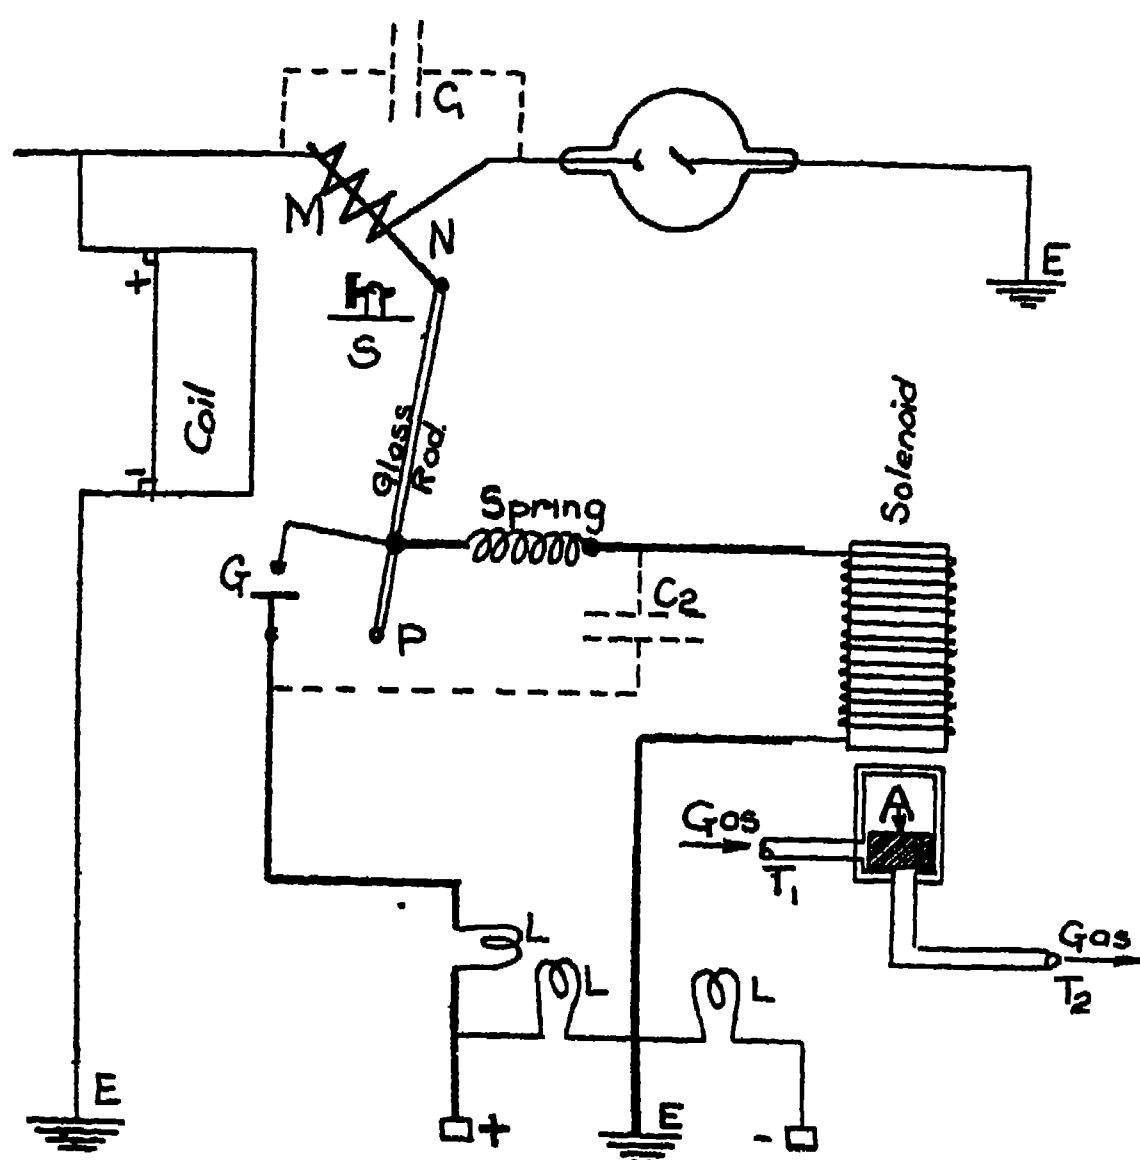 C1
M
N
E
+
S
Coil
-
Glass
Rod.
Solenoid
Spring
G
C2
P
A
Gas
T1
Gas
T2
L
L
L
E
+
E
-